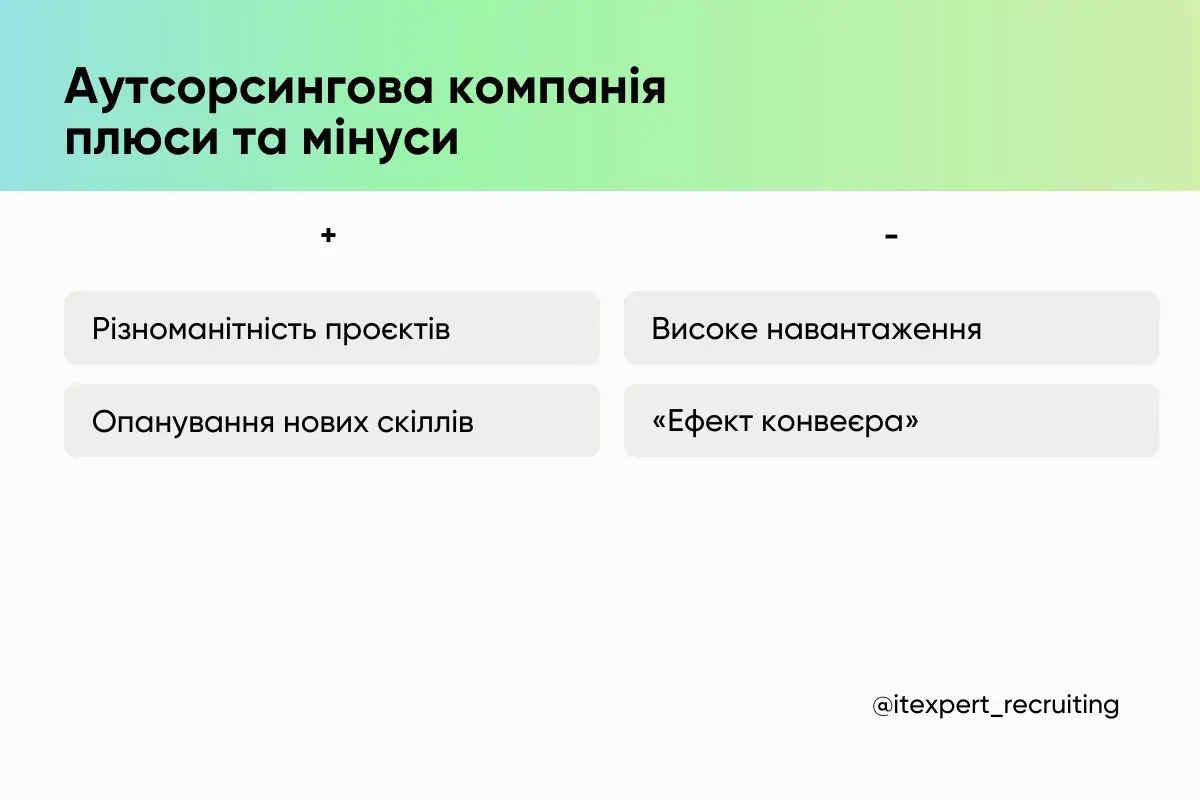 Аутсорсингова компанія
плюси та мінуси
+
-
Різноманітність проєктів
Високе навантаження
Опанування нових скіллів
«Ефект конвеєра»
@itexpert_recruiting